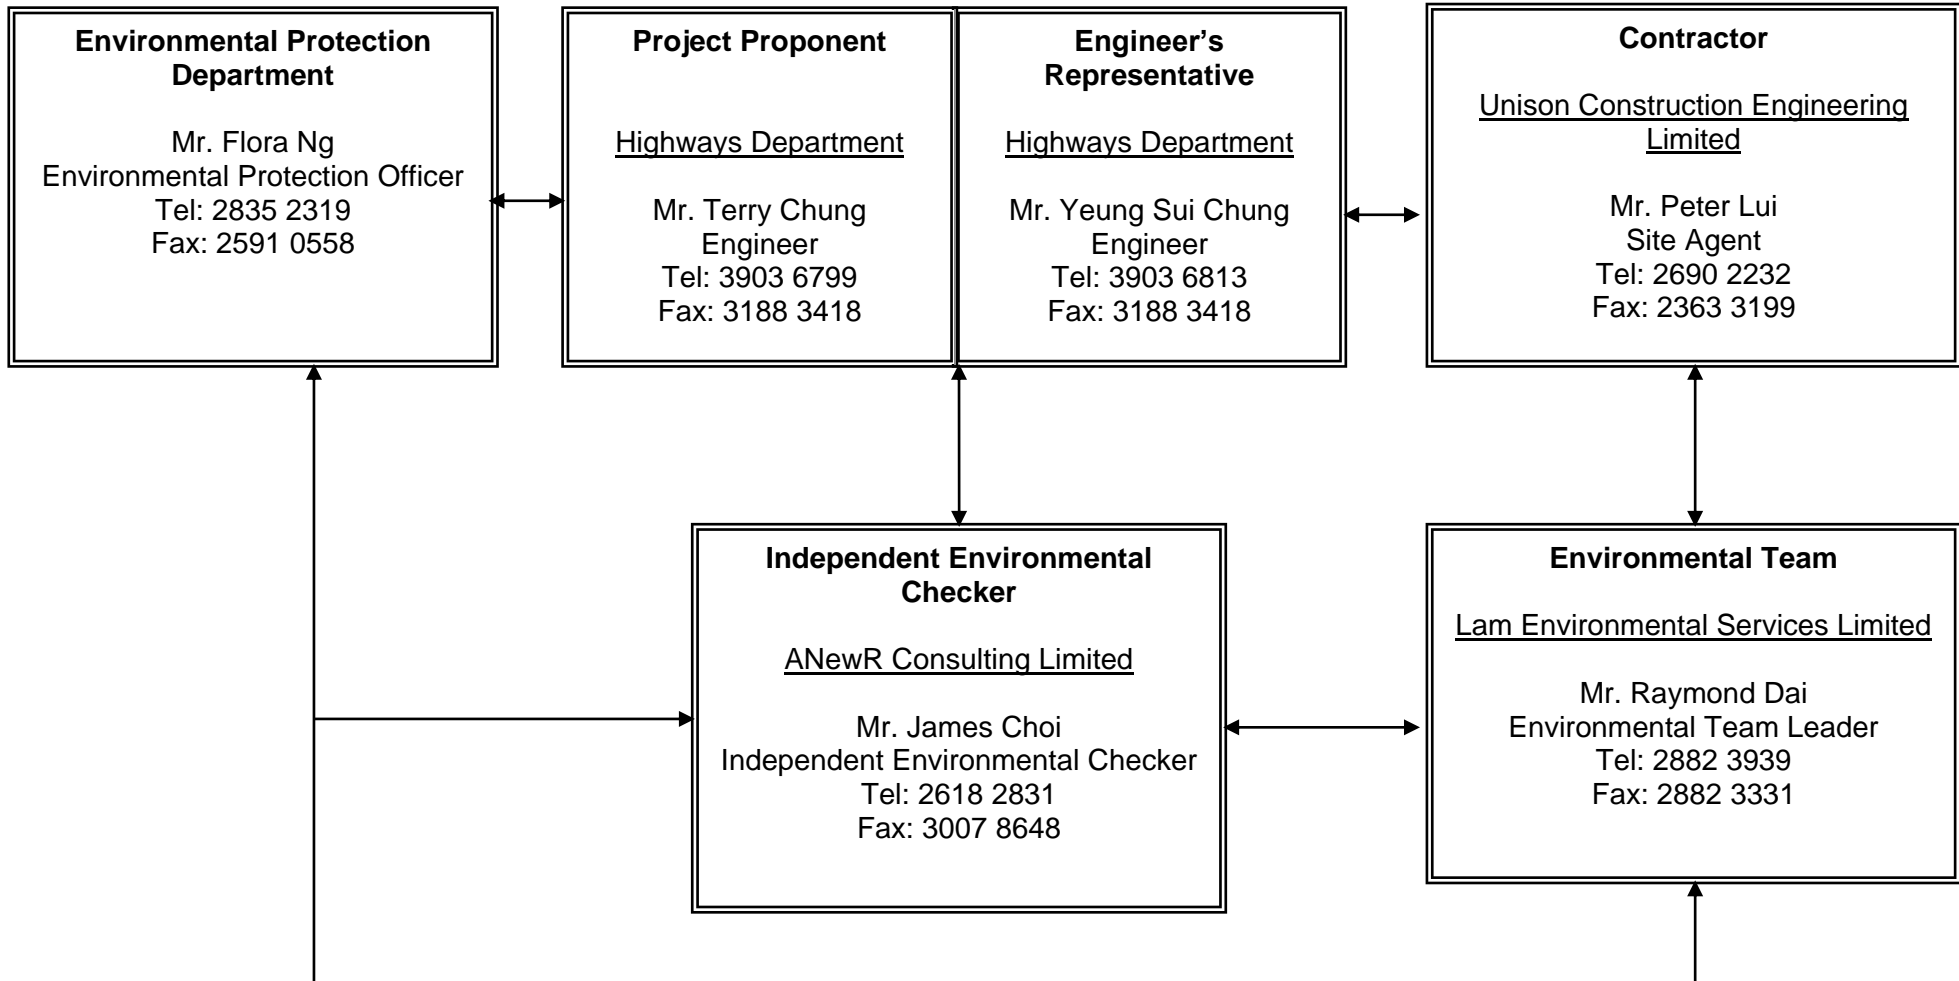 Environmental Protection
Department
Mr. Flora Ng
Environmental Protection Officer
Tel: 2835 2319
Fax: 2591 0558
Project Proponent
Highways Department
Mr. Terry Chung
Engineer
Tel: 3903 6799
Fax: 3188 3418
Engineer's
Representative
Highways Department
Mr. Yeung Sui Chung
Engineer
Tel: 3903 6813
Fax: 3188 3418
Contractor
Unison Construction Engineering
Limited
Mr. Peter Lui
Site Agent
Tel: 2690 2232
Fax: 2363 3199
Independent Environmental
Checker
ANewR Consulting Limited
Mr. James Choi
Independent Environmental Checker
Tel: 2618 2831
Fax: 3007 8648
Environmental Team
Lam Environmental Services Limited
Mr. Raymond Dai
Environmental Team Leader
Tel: 2882 3939
Fax: 2882 3331